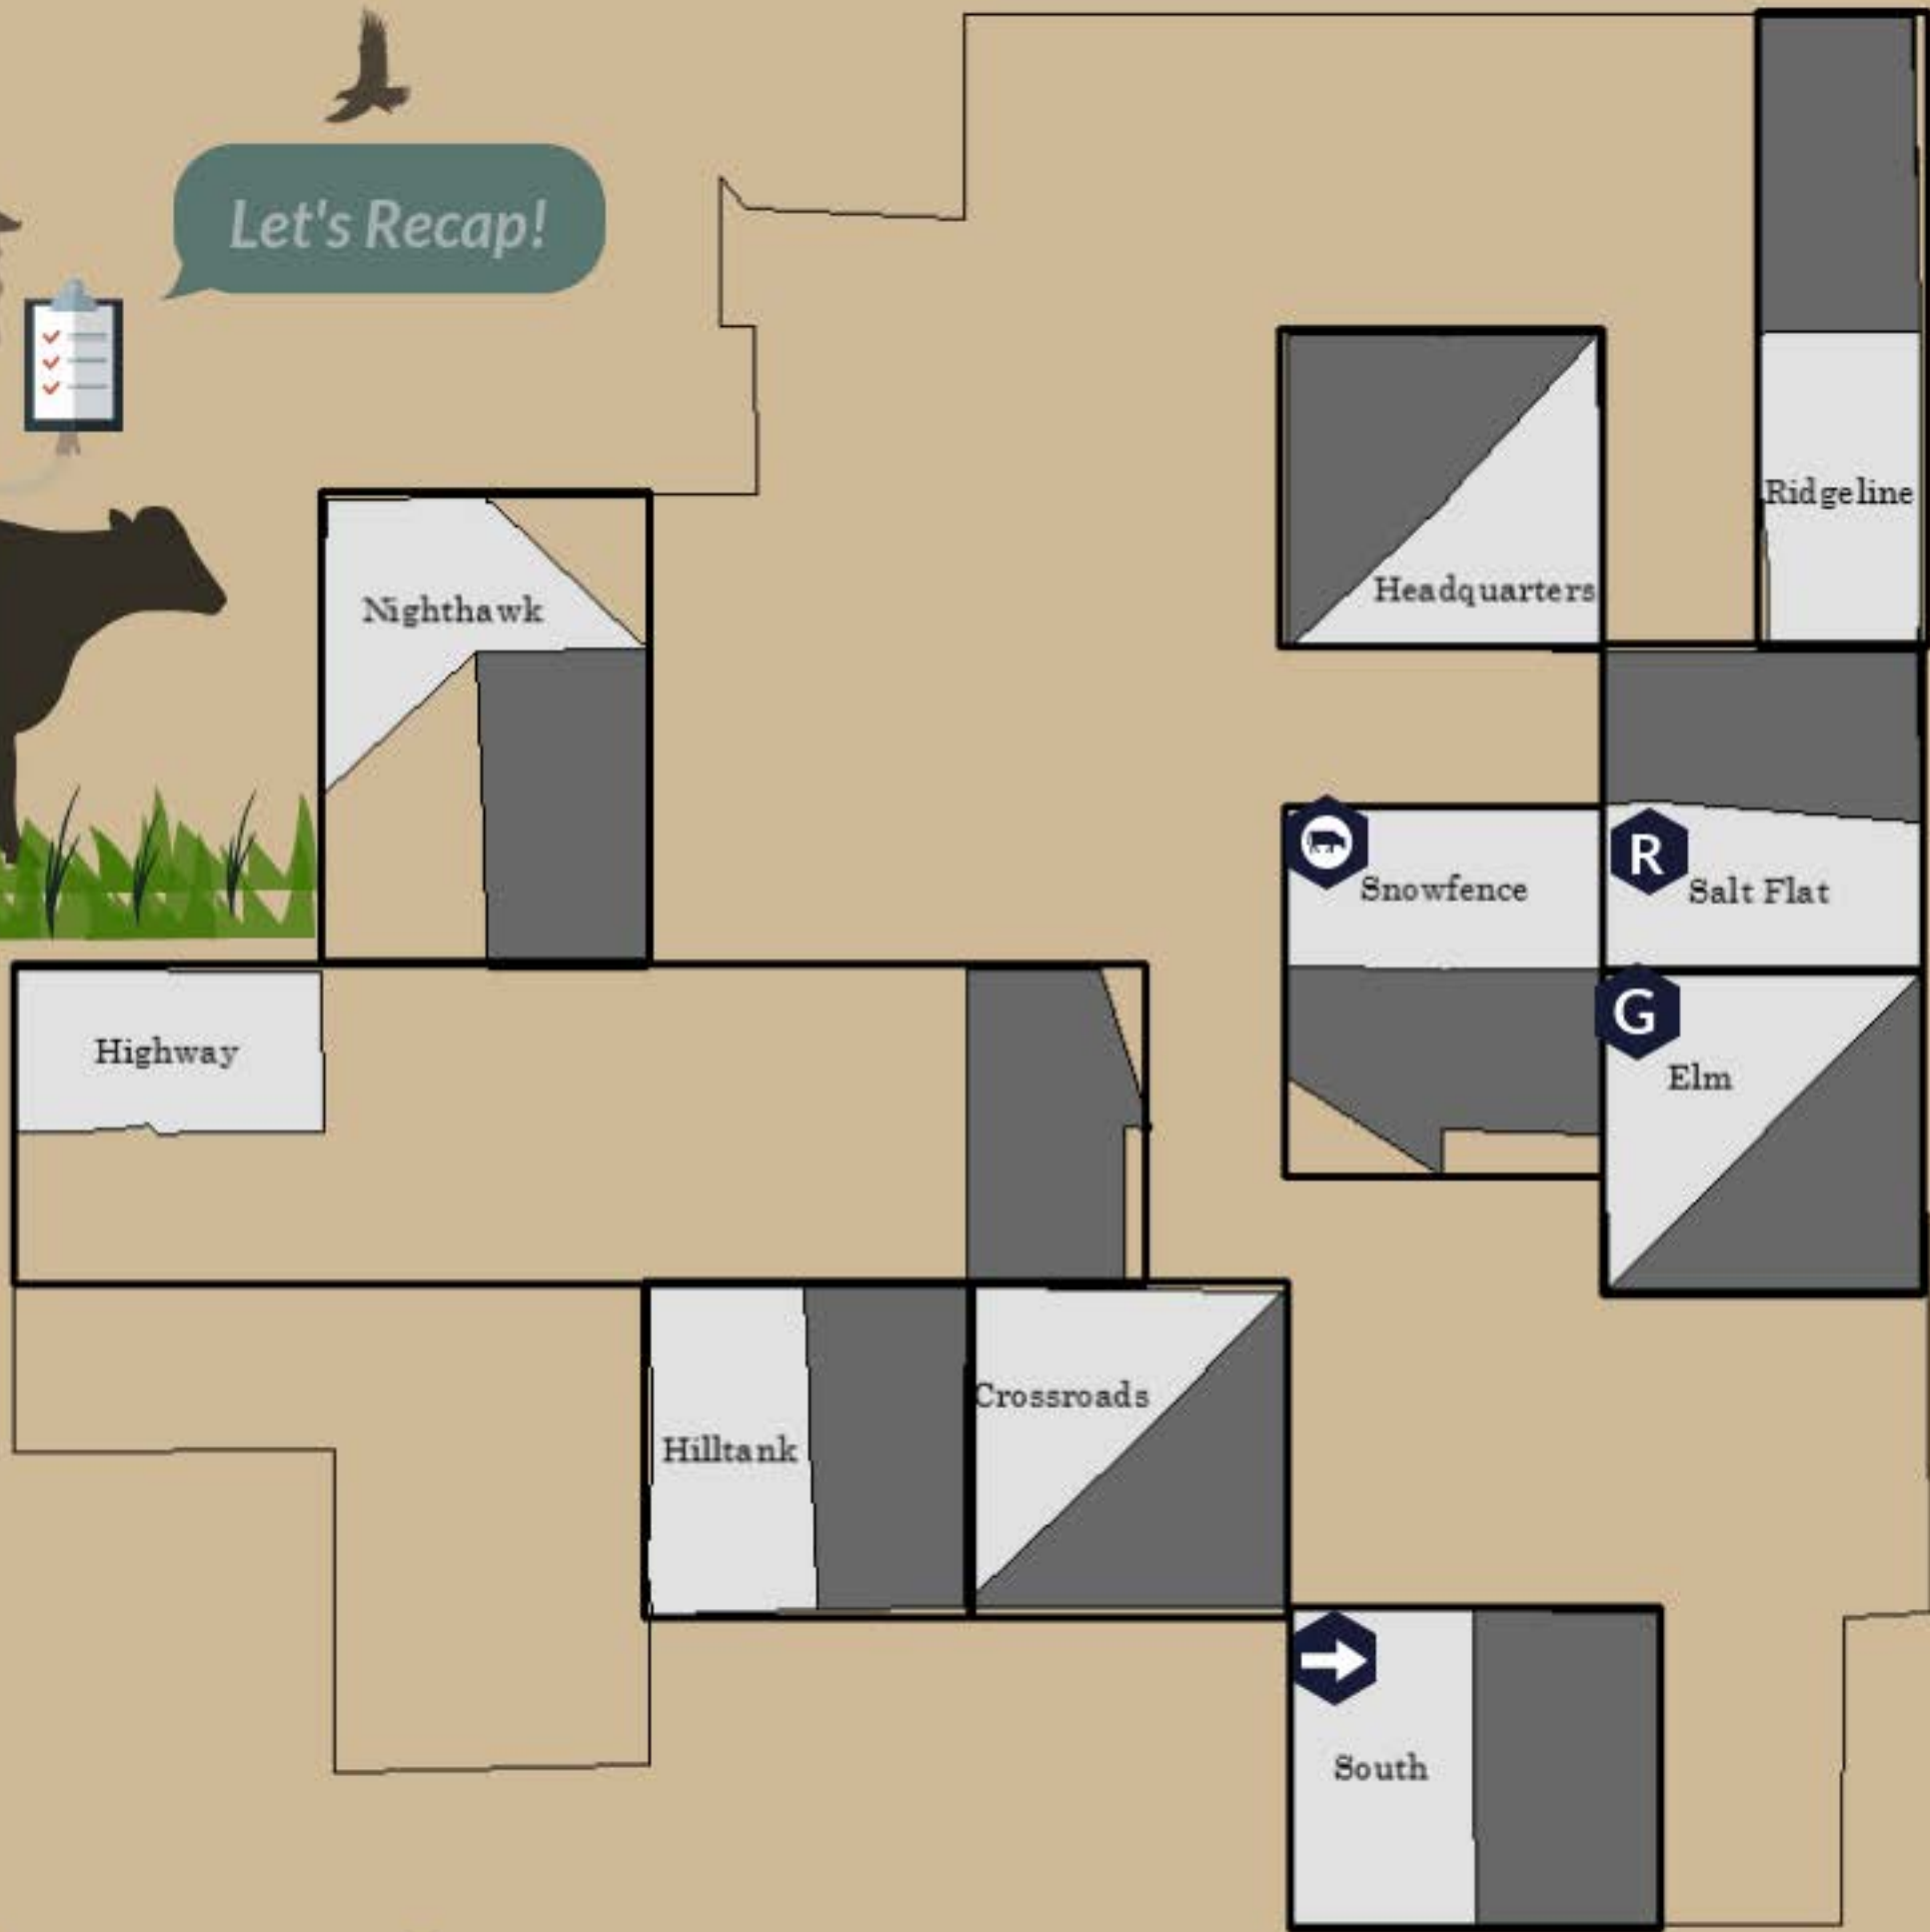 Let's Recap!
Ridgeline
Headquarters
Nighthawk
Snowfence
R
Salt Flat
G
Highway
Elm
Crossroads
Hilltank
South